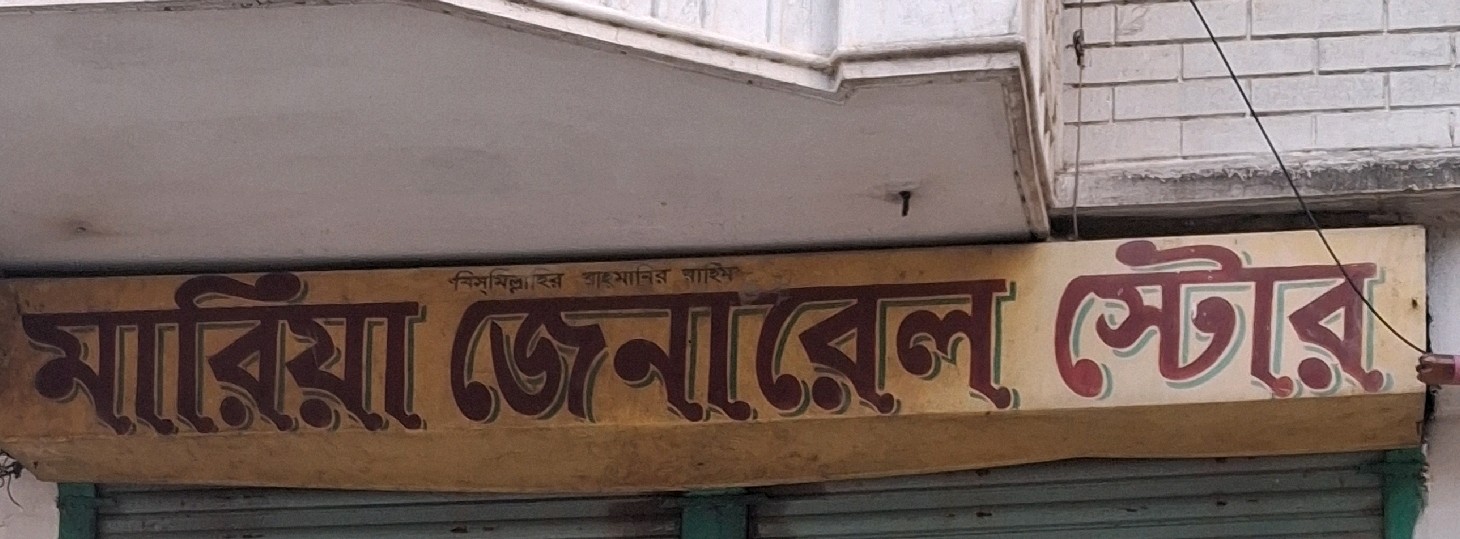 বিসমিল্লাহির রাহমানির রাহিম
মারিয়া জেনারেল স্টোর